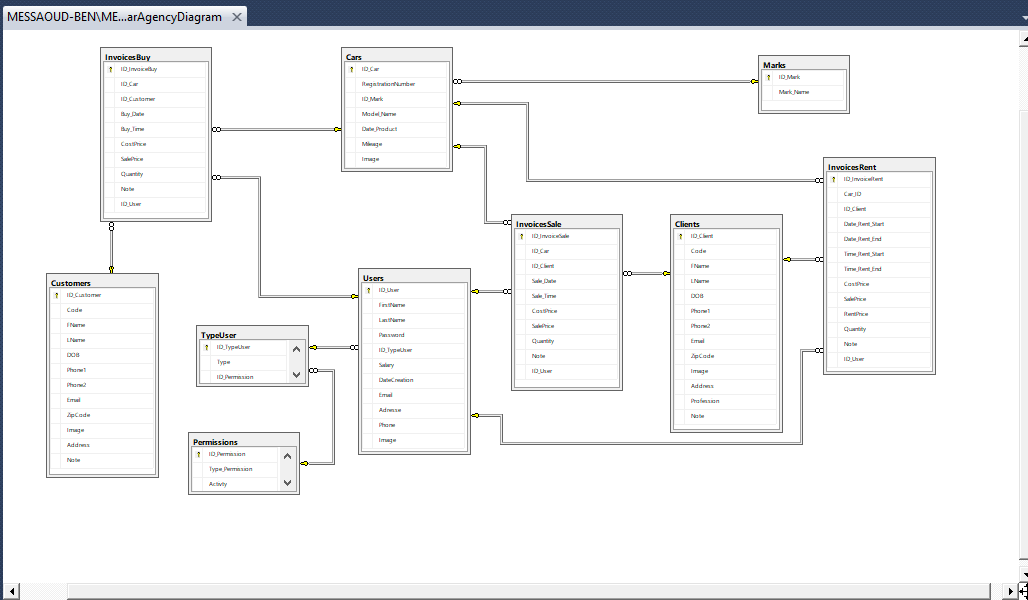 MESSAOUD-BEN\ME...arAgencyDiagram
InvoicesBuy
ID_InvoiceBuy
ID_Car
ID_Customer
Buy_Date
Buy_Time
CostPrice
SalePrice
Quantity
Note
ID_User
Cars
ID_Car
RegistrationNumber
ID_Mark
Model_Name
Date_Product
Mileage
Image
Marks
ID_Mark
Mark_Name
InvoicesRent
ID_InvoiceRent
Car_ID
ID_Client
Date_Rent_Start
Date_Rent_End
Time_Rent_Start
Time_Rent_End
CostPrice
SalePrice
RentPrice
Quantity
Note
ID_User
InvoicesSale
ID_InvoiceSale
ID_Car
ID_Client
Sale_Date
Sale_Time
CostPrice
SalePrice
Quantity
Note
ID_User
Clients
ID_Client
Code
FName
LName
DOB
Phone1
Phone2
Email
ZipCode
Image
Address
Profession
Note
Customers
ID_Customer
Code
FName
LName
DOB
Phone1
Phone2
Email
ZipCode
Image
Address
Note
Users
ID_User
FirstName
LastName
Password
ID_TypeUser
Salary
DateCreation
Email
Adresse
Phone
Image
TypeUser
ID_TypeUser
Type
ID_Permission
Permissions
ID_Permission
Type_Permission
Activity